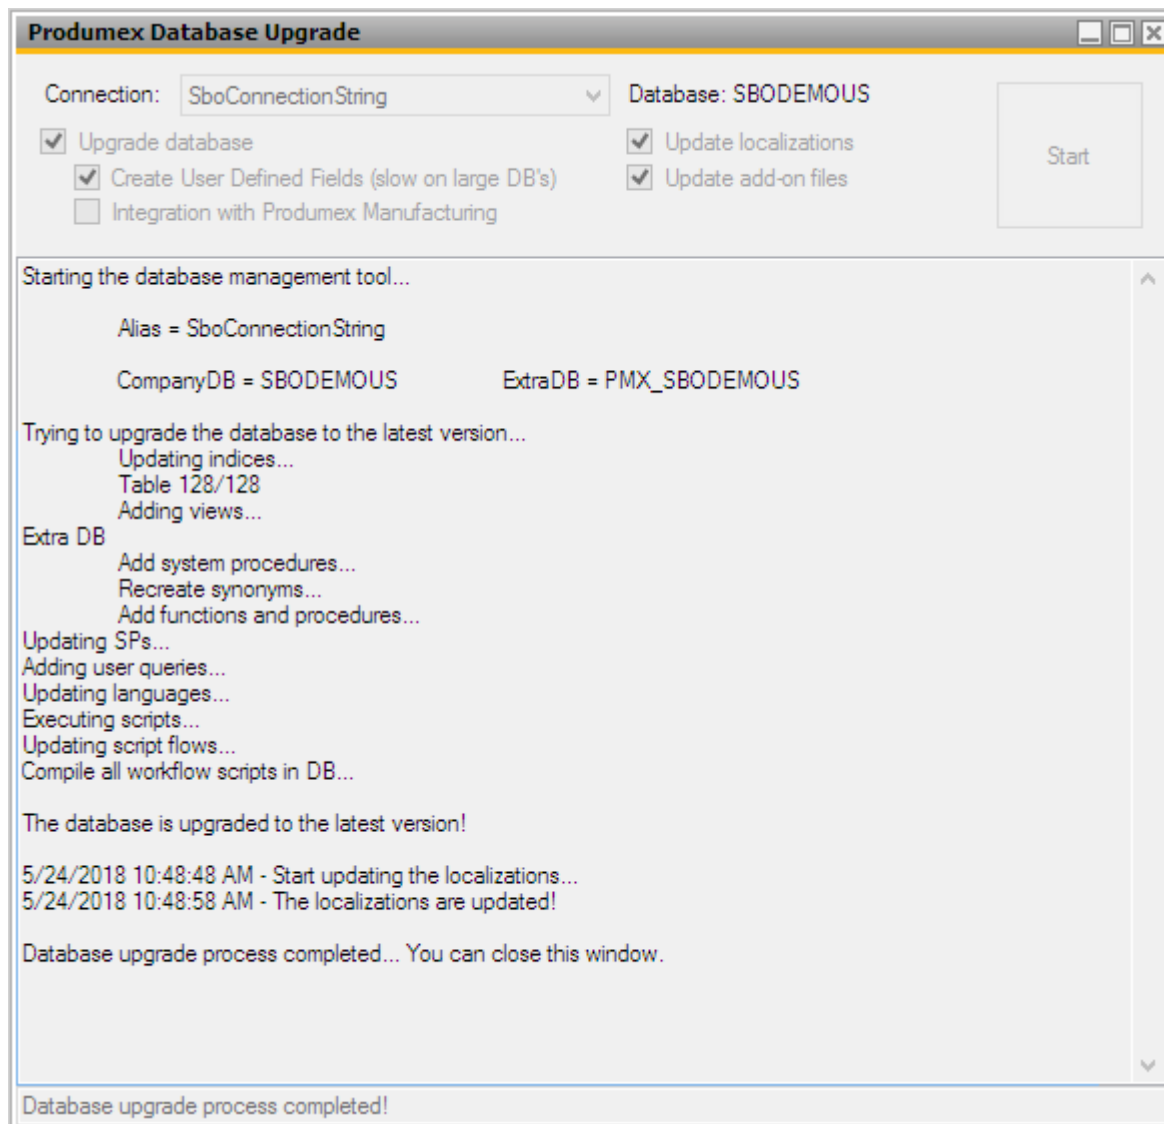 Produmex Database Upgrade
Connection: SboConnectionString Database: SBODEMOUS
Upgrade database Update localizations
Create User Defined Fields (slow on large DB's) Update add-on files
Start
Integration with Produmex Manufacturing
Starting the database management tool...
Alias = SboConnectionString
CompanyDB = SBODEMOUS ExtraDB = PMX_SBODEMOUS
Trying to upgrade the database to the latest version...
Updating indices...
Table 128/128
Adding views...
Extra DB
Add system procedures...
Recreate synonyms...
Add functions and procedures...
Updating SPs...
Adding user queries...
Updating languages...
Executing scripts...
Updating script flows...
Compile all workflow scripts in DB...
The database is upgraded to the latest version!
5/24/2018 10:48:48 AM - Start updating the localizations...
5/24/2018 10:48:58 AM - The localizations are updated!
Database upgrade process completed... You can close this window.
Database upgrade process completed!